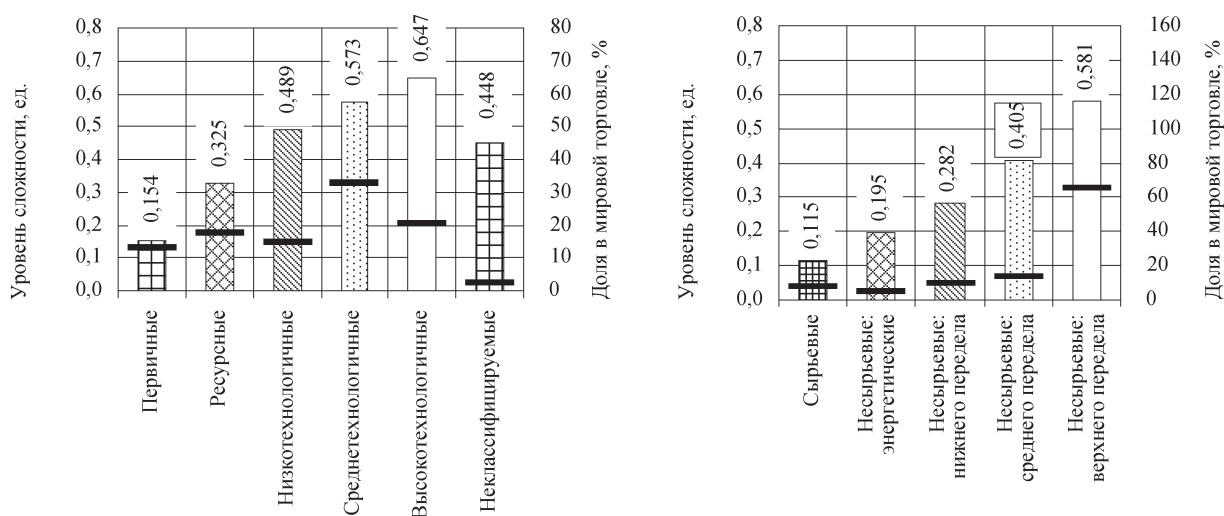 Уровень сложности, ед.
0,8
0,7
0,6
0,5
0,4
0,3
0,2
0,1
0,0
0,154
0,325
0,489
0,573
0,647
0,448
80
70
60
50
40
30
20
10
0
Доля в мировой торговле, %
Первичные
Ресурсные
Низкотехнологичные
Среднетехнологичные
Высокотехнологичные
Неклассифицируемые
Уровень сложности, ед.
0,8
0,7
0,6
0,5
0,4
0,3
0,2
0,1
0,0
0,115
0,195
0,282
0,405
0,581
160
140
120
100
80
60
40
20
0
Доля в мировой торговле, %
Сырьевые
Несырьевые:
энергетические
Несырьевые:
нижнего передела
Несырьевые:
среднего передела
Несырьевые:
верхнего передела